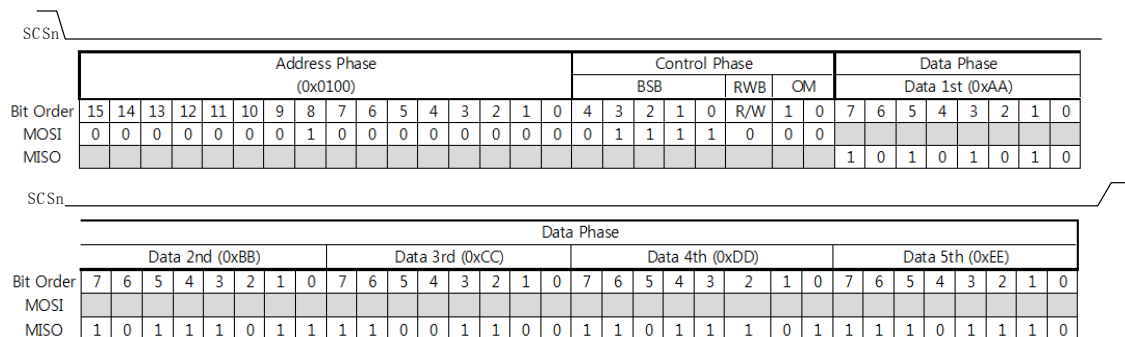 SCSn
Address Phase Control Phase Data Phase
(0x0100) BSB RWB OM Data 1st (0xAA)
Bit Order 15 14 13 12 11 10 9 8 7 6 5 4 3 2 1 0 4 3 2 1 0 R/W 1 0 7 6 5 4 3 2 1 0
MOSI 0 0 0 0 0 0 0 1 0 0 0 0 0 0 0 0 0 1 1 1 1 0 0 0
MISO 1 0 1 0 1 0 1 0
SCSn
Data Phase
Data 2nd (0xBB) Data 3rd (0xCC) Data 4th (0xDD) Data 5th (0xEE)
Bit Order 7 6 5 4 3 2 1 0 7 6 5 4 3 2 1 0 7 6 5 4 3 2 1 0 7 6 5 4 3 2 1 0
MOSI
MISO 1 0 1 1 1 0 1 1 1 1 0 0 1 1 0 0 1 1 0 1 1 1 0 1 1 1 1 0 1 1 1 0